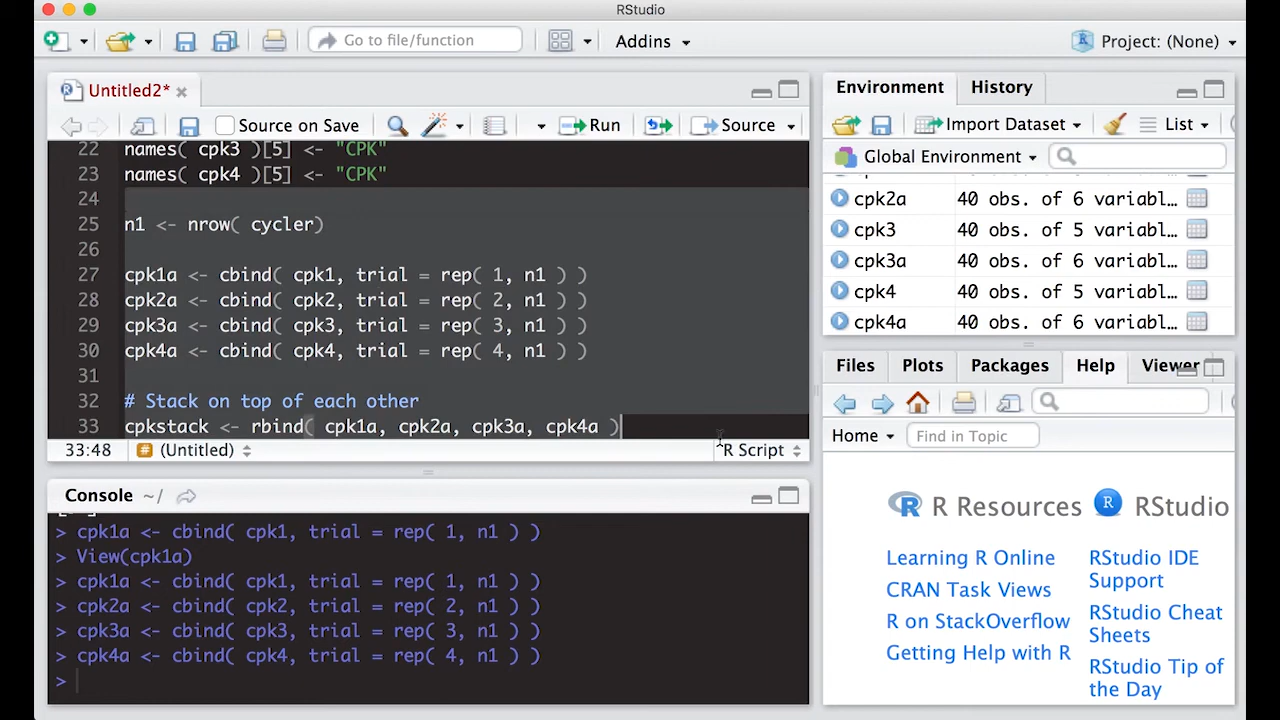 RStudio
Go to file/function
Addins
Project: (None)
Untitled2*
Source on Save
Run
Source
22 names( cpk3 )[5] <- "CPK"
23 names( cpk4 )[5] <- "CPK"
24
25 n1 <- nrow( cycler)
26
27 cpk1a <- cbind( cpk1, trial = rep( 1, n1 ) )
28 cpk2a <- cbind( cpk2, trial = rep( 2, n1 ) )
29 cpk3a <- cbind( cpk3, trial = rep( 3, n1 ) )
30 cpk4a <- cbind( cpk4, trial = rep( 4, n1 ) )
31
32 # Stack on top of each other
33 cpkstack <- rbind( cpk1a, cpk2a, cpk3a, cpk4a )
33:48 # (Untitled) R Script
Console ~/
> cpk1a <- cbind( cpk1, trial = rep( 1, n1 ) )
> View(cpk1a)
> cpk1a <- cbind( cpk1, trial = rep( 1, n1 ) )
> cpk2a <- cbind( cpk2, trial = rep( 2, n1 ) )
> cpk3a <- cbind( cpk3, trial = rep( 3, n1 ) )
> cpk4a <- cbind( cpk4, trial = rep( 4, n1 ) )
>
Environment History
Import Dataset List
Global Environment
cpk2a 40 obs. of 6 variabl…
cpk3 40 obs. of 5 variabl…
cpk3a 40 obs. of 6 variabl…
cpk4 40 obs. of 5 variabl…
cpk4a 40 obs. of 6 variabl…
Files Plots Packages Help Viewer
Home Find in Topic
R Resources
Learning R Online
CRAN Task Views
R on StackOverflow
Getting Help with R
R RStudio
RStudio IDE
Support
RStudio Cheat
Sheets
RStudio Tip of
the Day